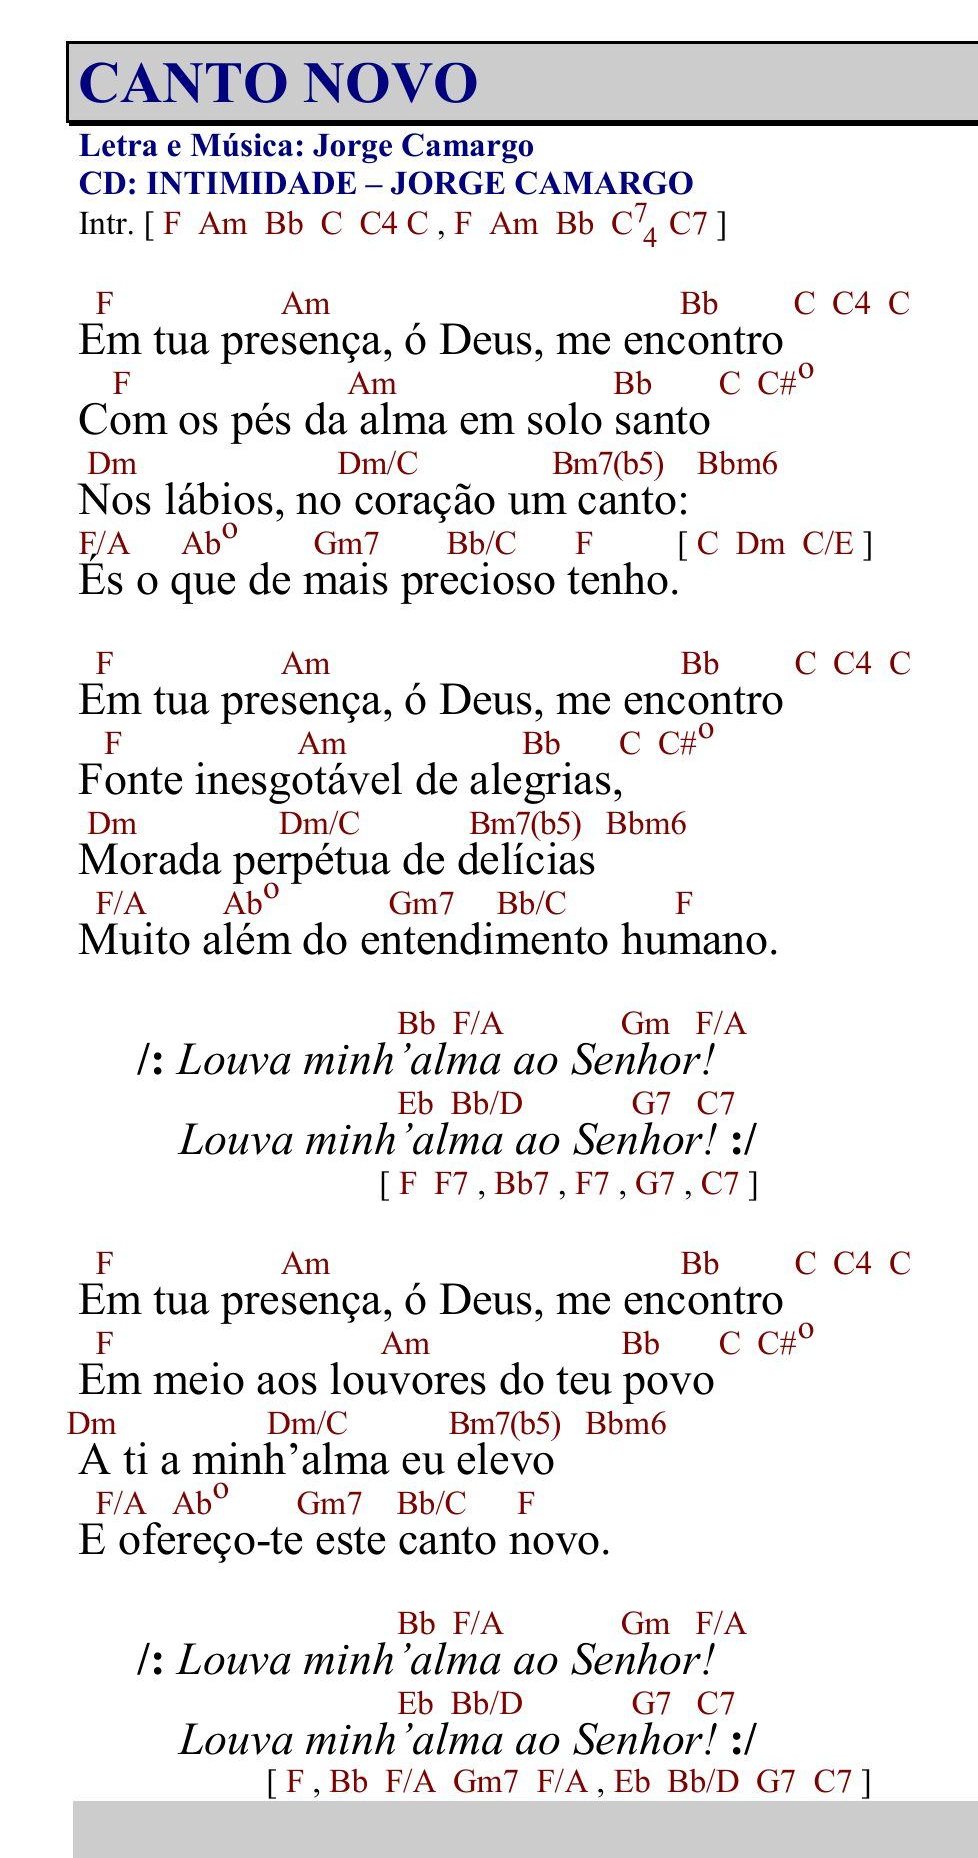 CANTO NOVO
Letra e Música: Jorge Camargo
CD: INTIMIDADE – JORGE CAMARGO
Intr. [ F Am Bb C C4 C , F Am Bb C7/4 C7 ]
F Am Bb C C4 C
Em tua presença, ó Deus, me encontro
F Am Bb C C#º
Com os pés da alma em solo santo
Dm Dm/C Bm7(b5) Bbm6
Nos lábios, no coração um canto:
F/A Abº Gm7 Bb/C F [ C Dm C/E ]
És o que de mais precioso tenho.
F Am Bb C C4 C
Em tua presença, ó Deus, me encontro
F Am Bb C C#º
Fonte inesgotável de alegrias,
Dm Dm/C Bm7(b5) Bbm6
Morada perpétua de delícias
F/A Abº Gm7 Bb/C F
Muito além do entendimento humano.
Bb F/A Gm F/A
/: Louva minh’alma ao Senhor!
Eb Bb/D G7 C7
Louva minh’alma ao Senhor! :/
[ F F7 , Bb7 , F7 , G7 , C7 ]
F Am Bb C C4 C
Em tua presença, ó Deus, me encontro
F Am Bb C C#º
Em meio aos louvores do teu povo
Dm Dm/C Bm7(b5) Bbm6
A ti a minh’alma eu elevo
F/A Abº Gm7 Bb/C F
E ofereço-te este canto novo.
Bb F/A Gm F/A
/: Louva minh’alma ao Senhor!
Eb Bb/D G7 C7
Louva minh’alma ao Senhor! :/
[ F , Bb F/A Gm7 F/A , Eb Bb/D G7 C7 ]